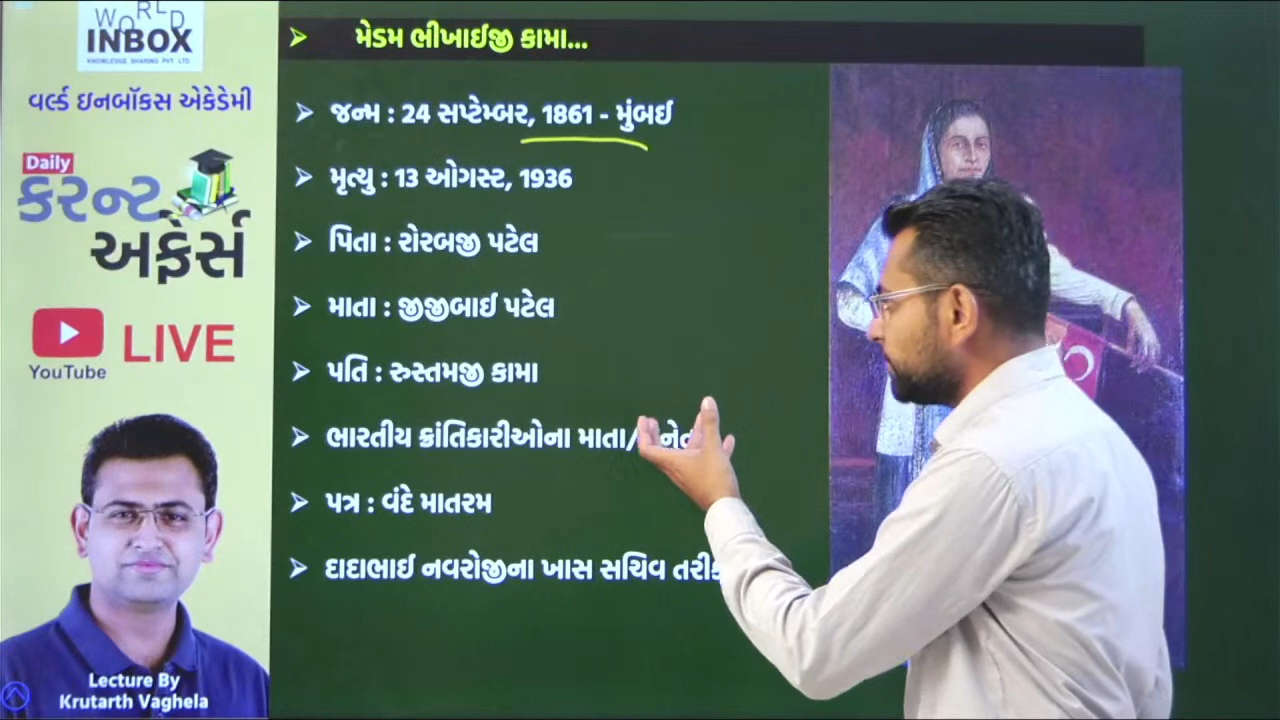 WORLD
INBOX
KNOWLEDGE SHARING PVT. LTD.
વર્લ્ડ ઇનબૉક્સ એકેડેમી
Daily
કરન્ટ
અફેર્સ
YouTube
LIVE
Lecture By
Krutarth Vaghela
મેડમ ભીખાઈજી કામા...
જન્મ : 24 સપ્ટેમ્બર, 1861 - મુંબઈ
મૃત્યુ : 13 ઓગસ્ટ, 1936
પિતા : રોરબજી પટેલ
માતા : જીજીબાઈ પટેલ
પતિ : રુસ્તમજી કામા
ભારતીય ક્રાંતિકારીઓના માતા/
પત્ર : વંદે માતરમ
દાદાભાઈ નવરોજીના ખાસ સચિવ